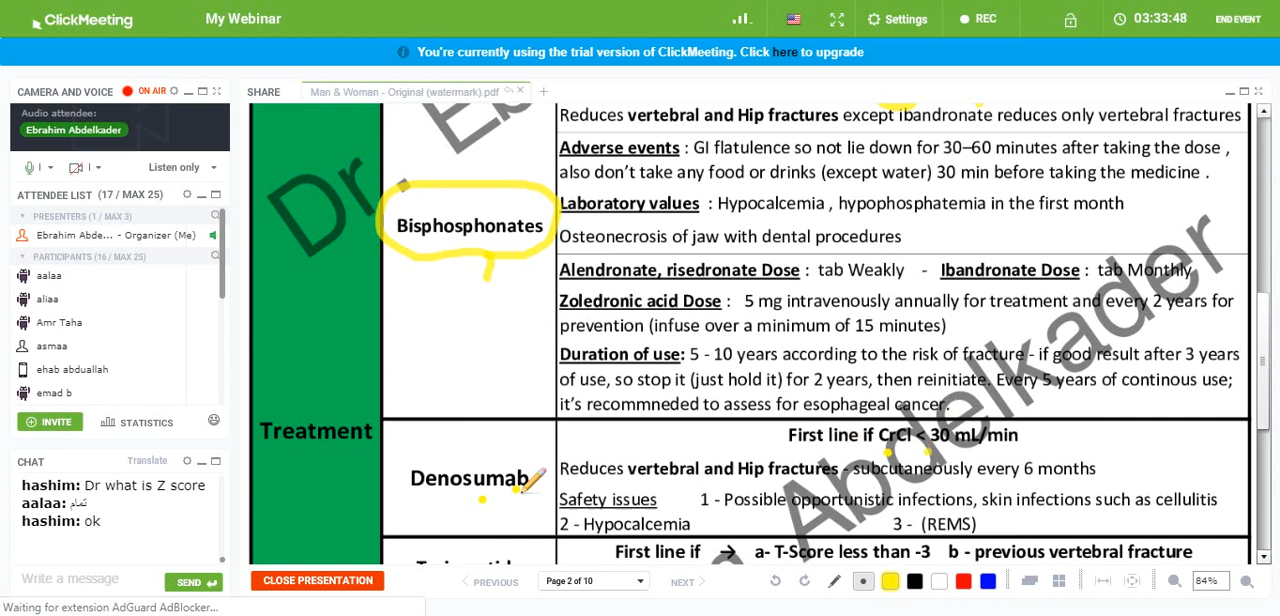 ClickMeeting
My Webinar
Settings
REC
03:33:48
END EVENT
You're currently using the trial version of ClickMeeting. Click here to upgrade
CAMERA AND VOICE
ON AIR
Audio attendee:
Ebrahim Abdelkader
Listen only
ATTENDEE LIST (17 / MAX 25)
PRESENTERS (1 / MAX 3)
Ebrahim Abde... - Organizer (Me)
PARTICIPANTS (16 / MAX 25)
aalaa
aliaa
Amr Taha
asmaa
ehab abduallah
emad b
INVITE
STATISTICS
CHAT
Translate
hashim: Dr what is Z score
aalaa: تمام
hashim: ok
Write a message
SEND
Waiting for extension AdGuard AdBlocker...
SHARE
Man & Woman - Original (watermark).pdf
Treatment
Bisphosphonates
Reduces vertebral and Hip fractures except ibandronate reduces only vertebral fractures
Adverse events : GI flatulence so not lie down for 30–60 minutes after taking the dose ,
also don't take any food or drinks (except water) 30 min before taking the medicine .
Laboratory values : Hypocalcemia , hypophosphatemia in the first month
Osteonecrosis of jaw with dental procedures
Alendronate, risedronate Dose : tab Weekly - Ibandronate Dose : tab Monthly
Zoledronic acid Dose : 5 mg intravenously annually for treatment and every 2 years for
prevention (infuse over a minimum of 15 minutes)
Duration of use: 5 - 10 years according to the risk of fracture - if good result after 3 years
of use, so stop it (just hold it) for 2 years, then reinitiate. Every 5 years of continous use;
it's recommneded to assess for esophageal cancer.
Denosumab
First line if CrCl < 30 mL/min
Reduces vertebral and Hip fractures - subcutaneously every 6 months
Safety issues 1 - Possible opportunistic infections, skin infections such as cellulitis
2 - Hypocalcemia 3 - (REMS)
First line if → a- T-Score less than -3 b - previous vertebral fracture
Dr. Eb
Abdelkader
CLOSE PRESENTATION
PREVIOUS
Page 2 of 10
NEXT
84%